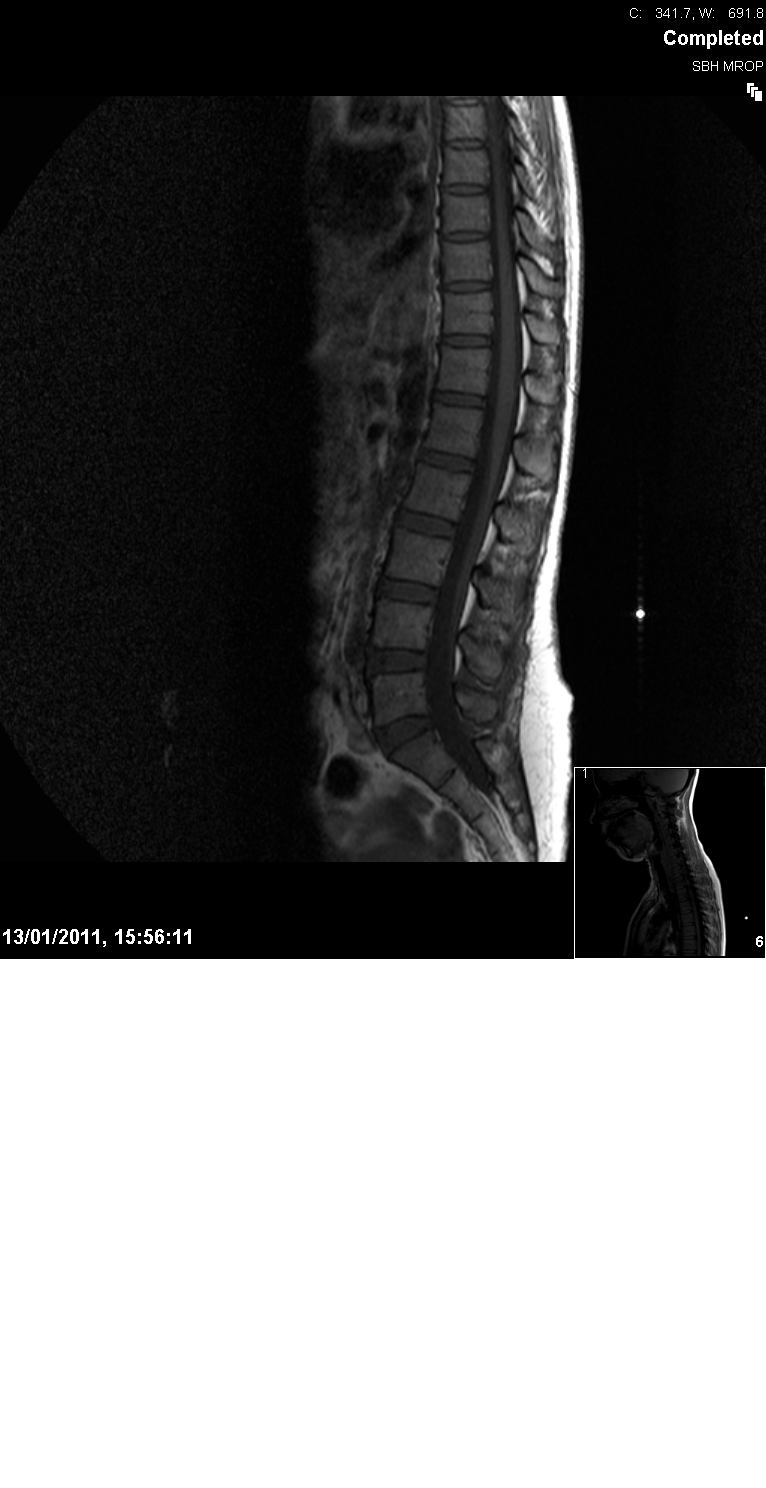 C: 341.7, W: 691.8
Completed
SBH MROP
1
6
13/01/2011, 15:56:11